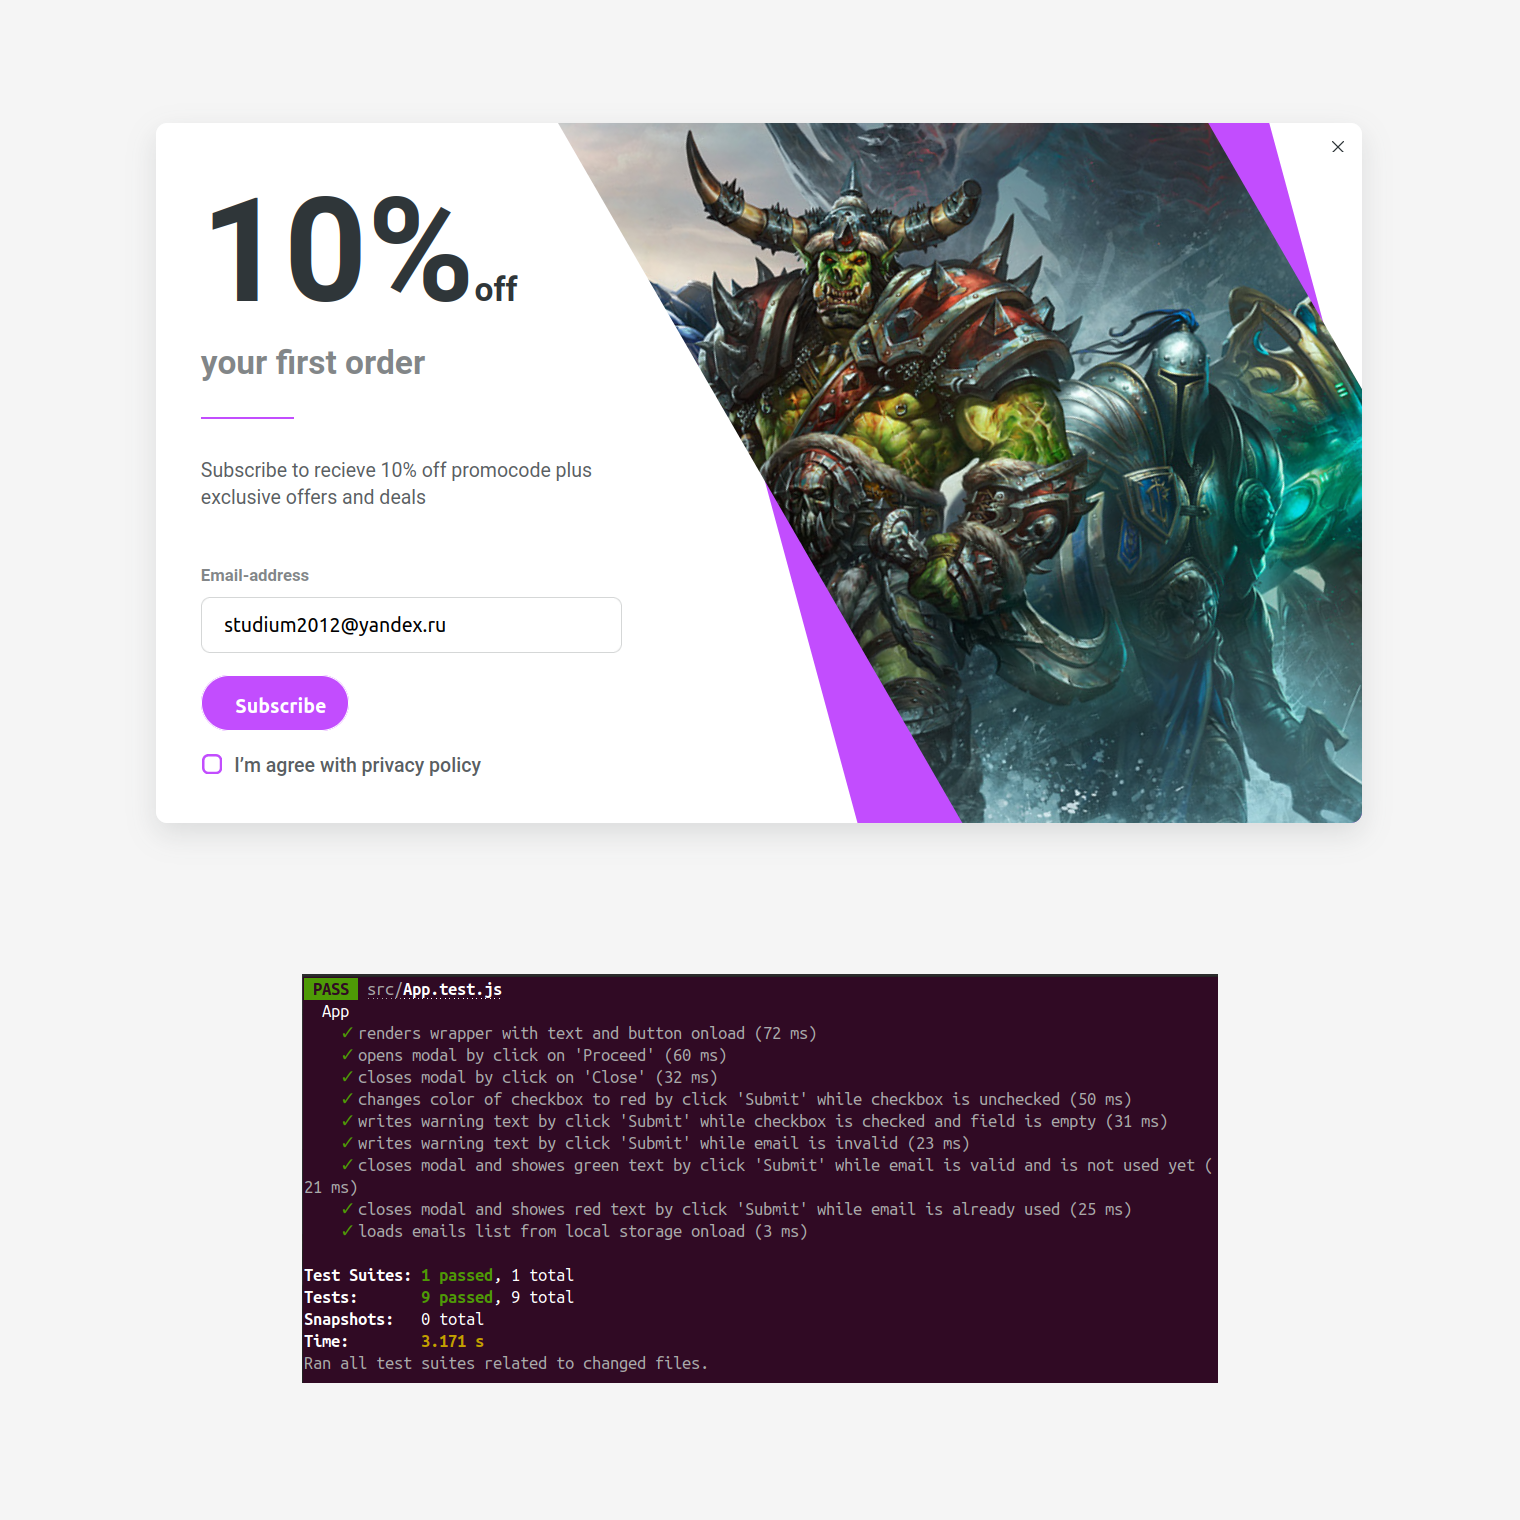 10% off
your first order
Subscribe to recieve 10% off promocode plus
exclusive offers and deals
Email-address
studium2012@yandex.ru
Subscribe
I’m agree with privacy policy
PASS src/App.test.js
App
✓ renders wrapper with text and button onload (72 ms)
✓ opens modal by click on 'Proceed' (60 ms)
✓ closes modal by click on 'Close' (32 ms)
✓ changes color of checkbox to red by click 'Submit' while checkbox is unchecked (50 ms)
✓ writes warning text by click 'Submit' while checkbox is checked and field is empty (31 ms)
✓ writes warning text by click 'Submit' while email is invalid (23 ms)
✓ closes modal and showes green text by click 'Submit' while email is valid and is not used yet (
21 ms)
✓ closes modal and showes red text by click 'Submit' while email is already used (25 ms)
✓ loads emails list from local storage onload (3 ms)
Test Suites: 1 passed, 1 total
Tests: 9 passed, 9 total
Snapshots: 0 total
Time: 3.171 s
Ran all test suites related to changed files.